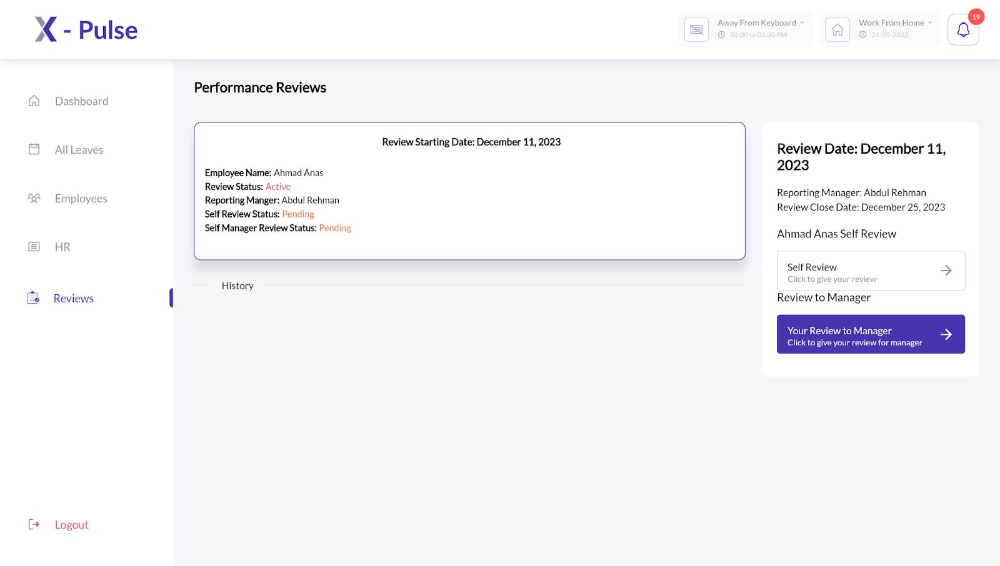 X - Pulse
Away From Keyboard
02:00 to 02:30 PM
Work From Home
26-05-2022
19
Dashboard
All Leaves
Employees
HR
Reviews
Logout
Performance Reviews
Review Starting Date: December 11, 2023
Employee Name: Ahmad Anas
Review Status: Active
Reporting Manger: Abdul Rehman
Self Review Status: Pending
Self Manager Review Status: Pending
History
Review Date: December 11,
2023
Reporting Manager: Abdul Rehman
Review Close Date: December 25, 2023
Ahmad Anas Self Review
Self Review
Click to give your review
Review to Manager
Your Review to Manager
Click to give your review for manager